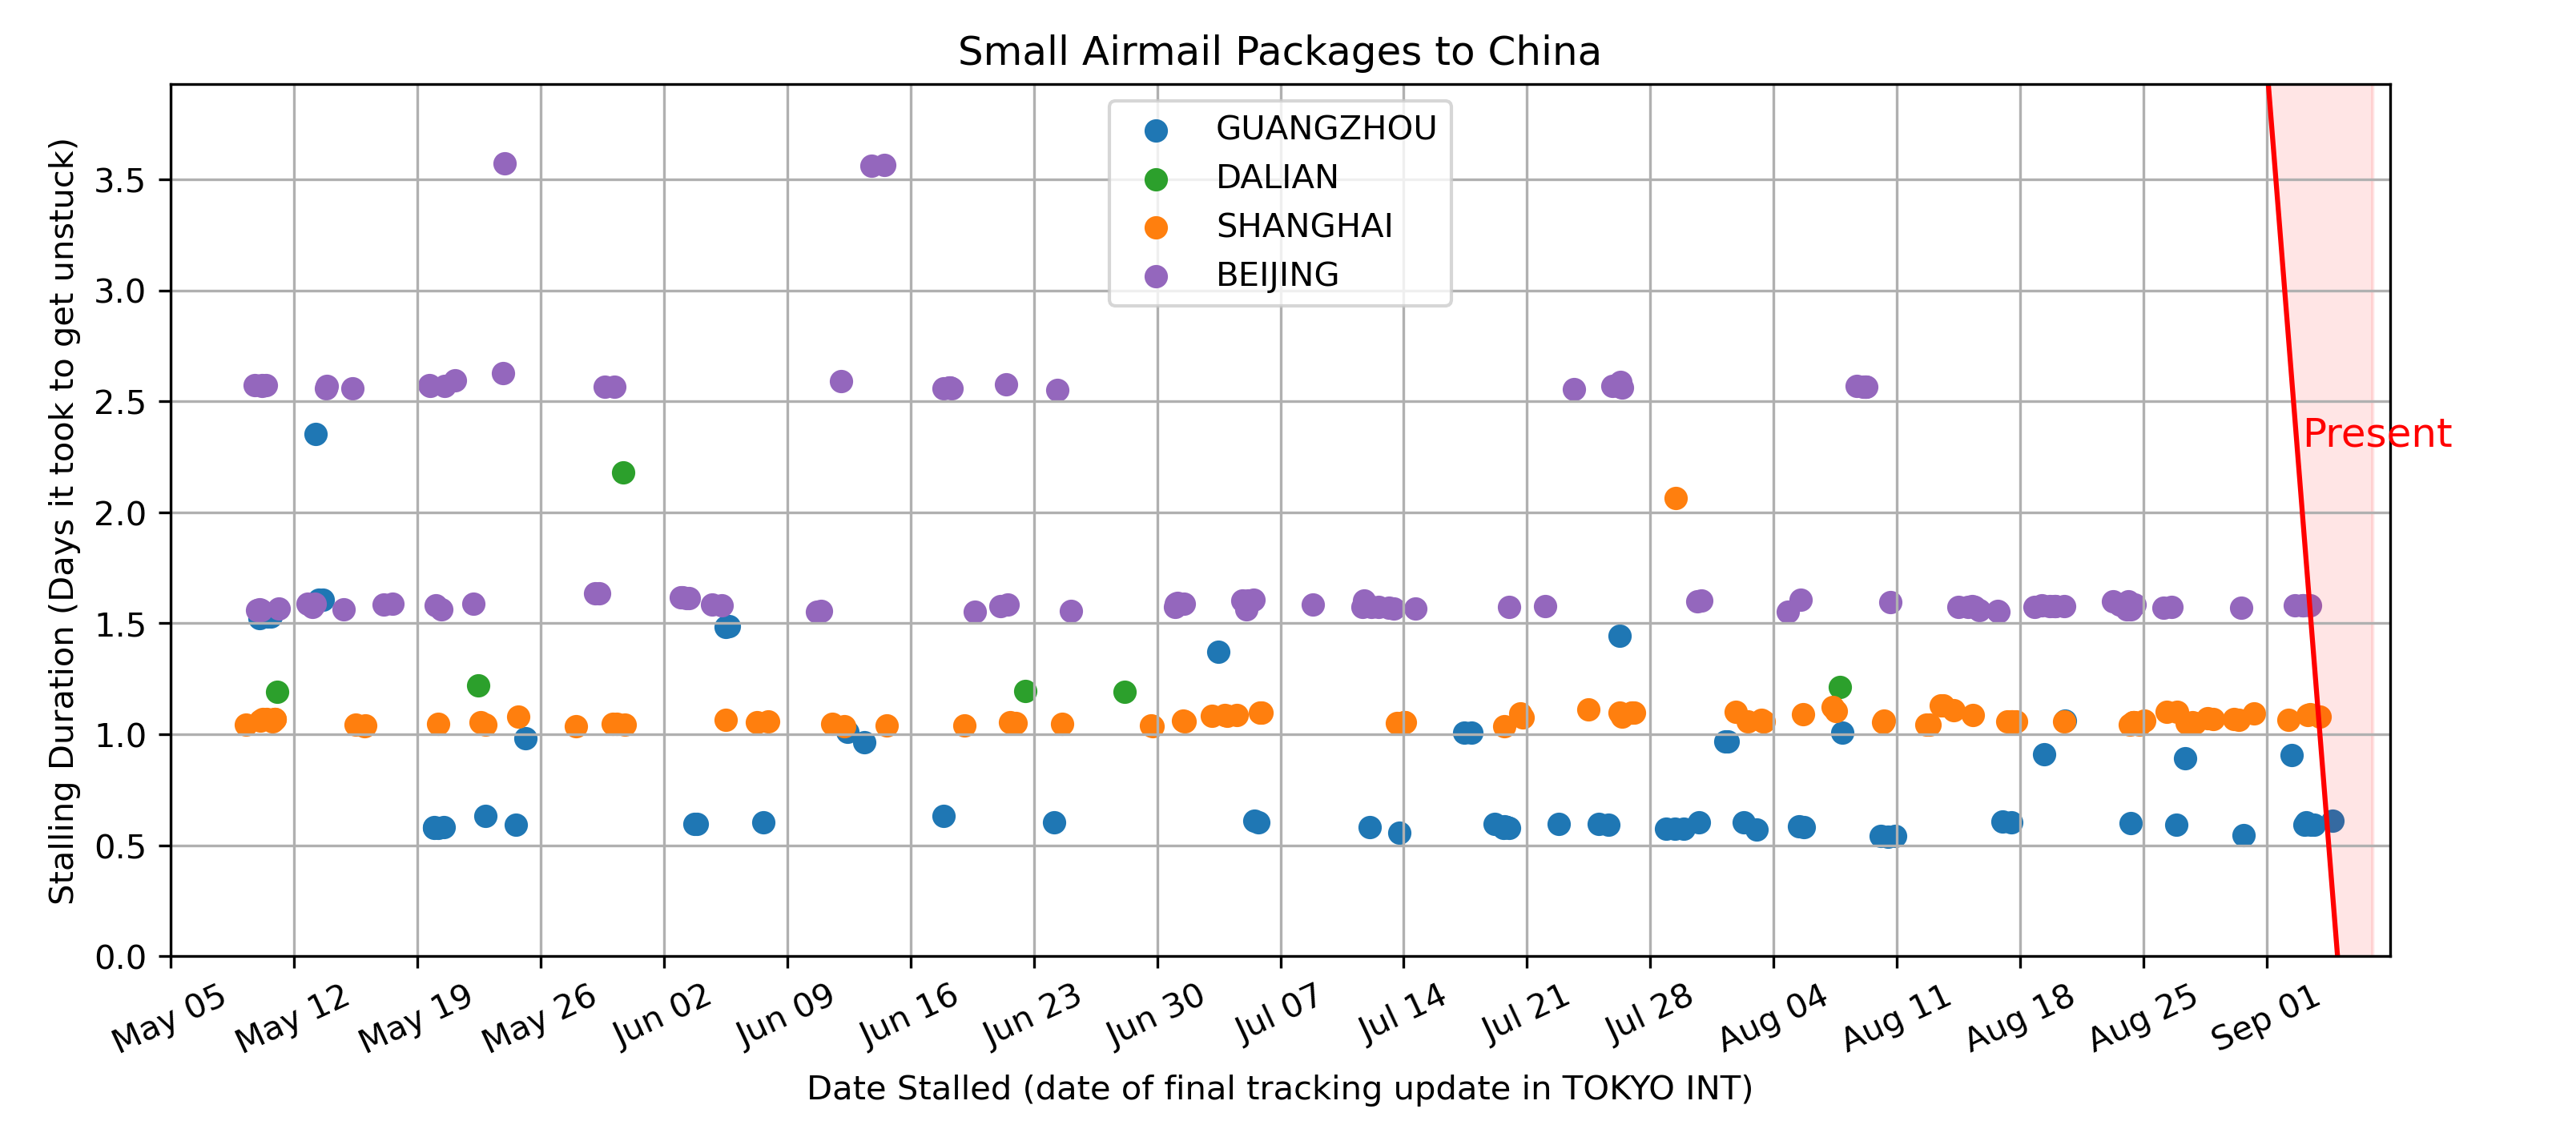 Small Airmail Packages to China
GUANGZHOU
DALIAN
SHANGHAI
BEIJING
Present
Stalling Duration (Days it took to get unstuck)
3.5
3.0
2.5
2.0
1.5
1.0
0.5
0.0
May 05
May 12
May 19
May 26
Jun 02
Jun 09
Jun 16
Jun 23
Jun 30
Jul 07
Jul 14
Jul 21
Jul 28
Aug 04
Aug 11
Aug 18
Aug 25
Sep 01
Date Stalled (date of final tracking update in TOKYO INT)